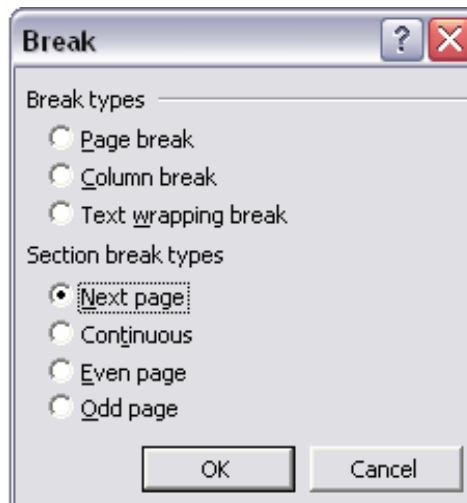 Break
Break types
Page break
Column break
Text wrapping break
Section break types
Next page
Continuous
Even page
Odd page
OK Cancel